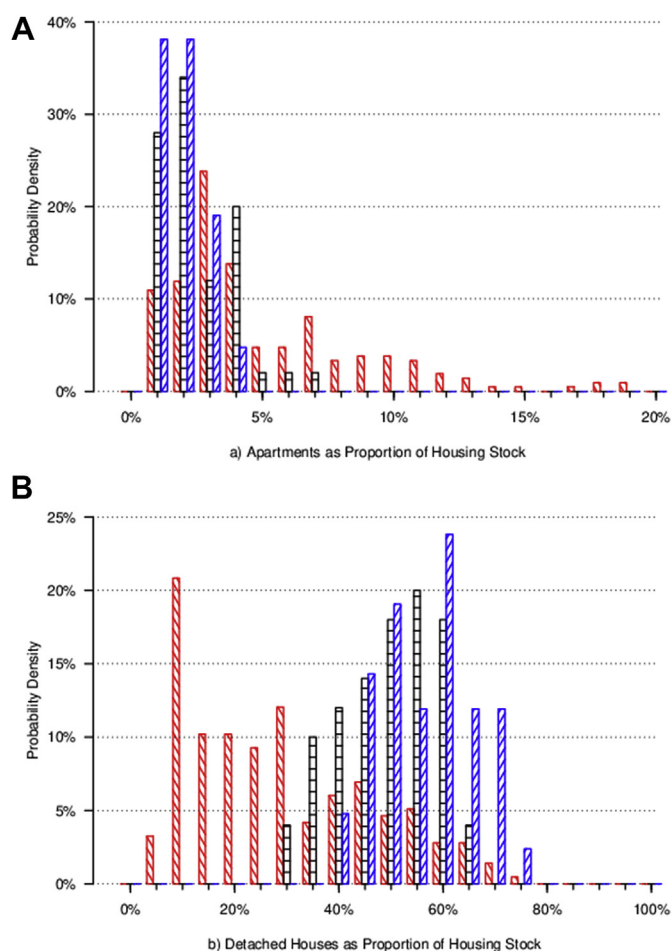 A
40%
30%
20%
10%
0%
Probability Density
0% 5% 10% 15% 20%
a) Apartments as Proportion of Housing Stock
B
25%
20%
15%
10%
5%
0%
Probability Density
0% 20% 40% 60% 80% 100%
b) Detached Houses as Proportion of Housing Stock